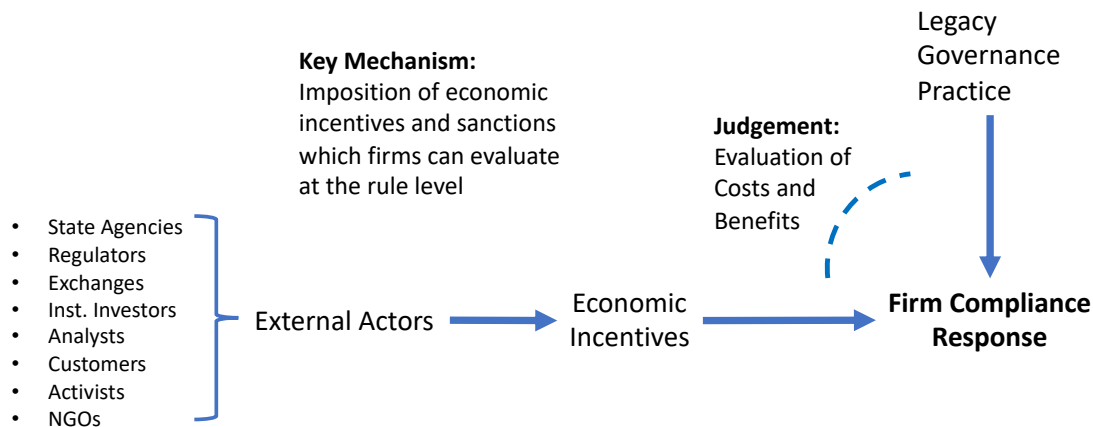 Legacy
Governance
Practice
Key Mechanism:
Imposition of economic
incentives and sanctions
which firms can evaluate
at the rule level
Judgement:
Evaluation of
Costs and
Benefits
• State Agencies
• Regulators
• Exchanges
• Inst. Investors
• Analysts
• Customers
• Activists
• NGOs
External Actors
Economic
Incentives
Firm Compliance
Response